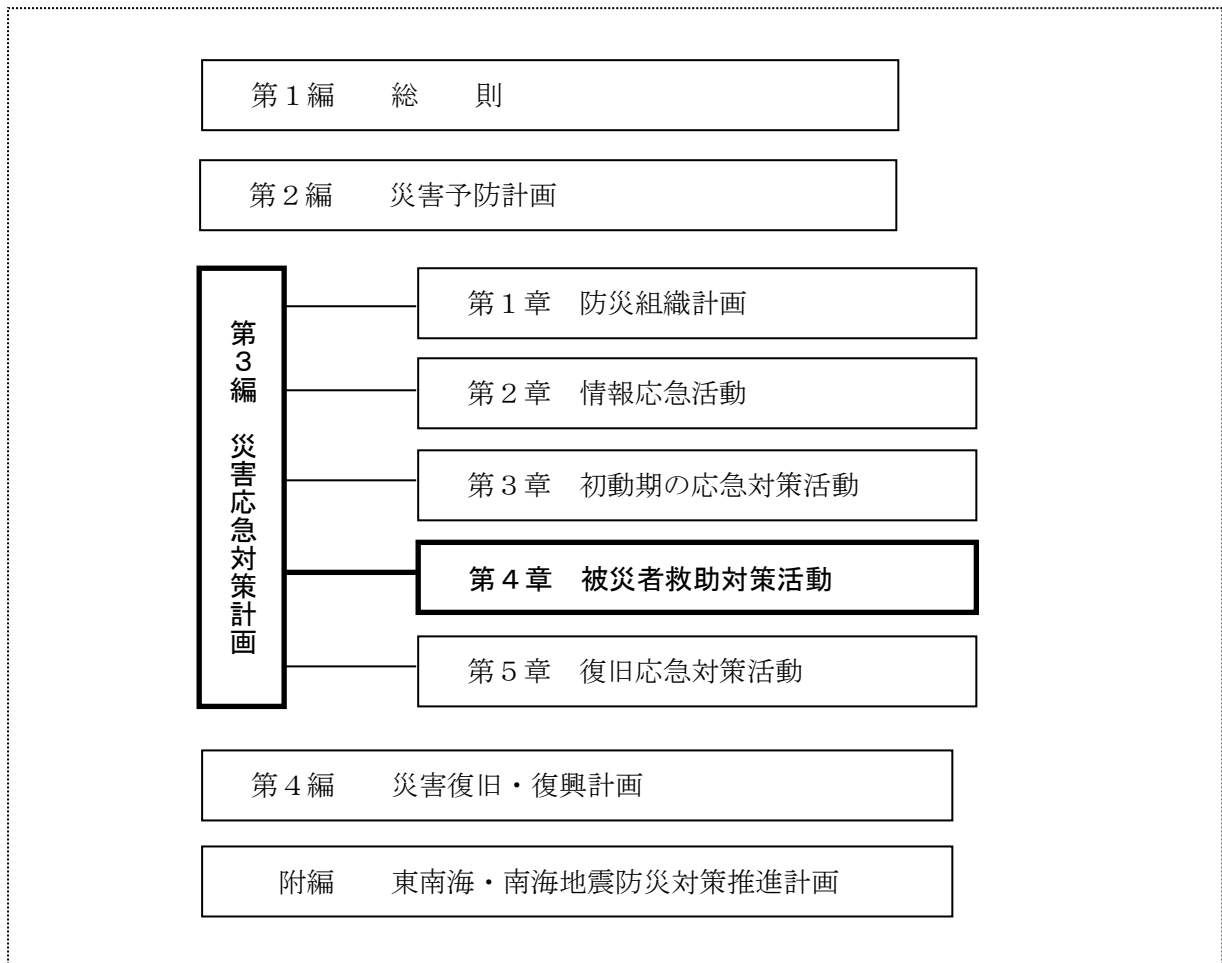 第１編　総　則
第２編　災害予防計画
第３編　災害応急対策計画
第１章　防災組織計画
第２章　情報応急活動
第３章　初動期の応急対策活動
第４章　被災者救助対策活動
第５章　復旧応急対策活動
第４編　災害復旧・復興計画
附編　東南海・南海地震防災対策推進計画